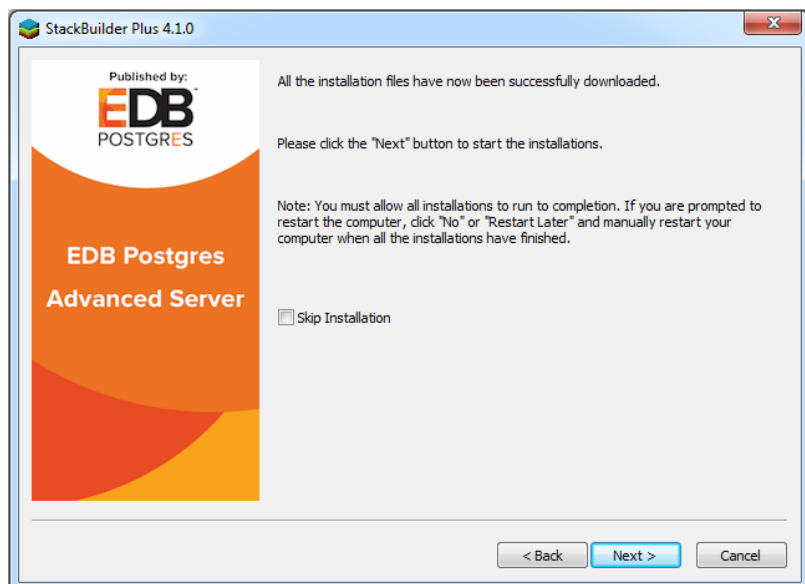 StackBuilder Plus 4.1.0
Published by:
EDB
POSTGRES
EDB Postgres
Advanced Server
All the installation files have now been successfully downloaded.
Please click the "Next" button to start the installations.
Note: You must allow all installations to run to completion. If you are prompted to
restart the computer, click "No" or "Restart Later" and manually restart your
computer when all the installations have finished.
Skip Installation
< Back
Next >
Cancel